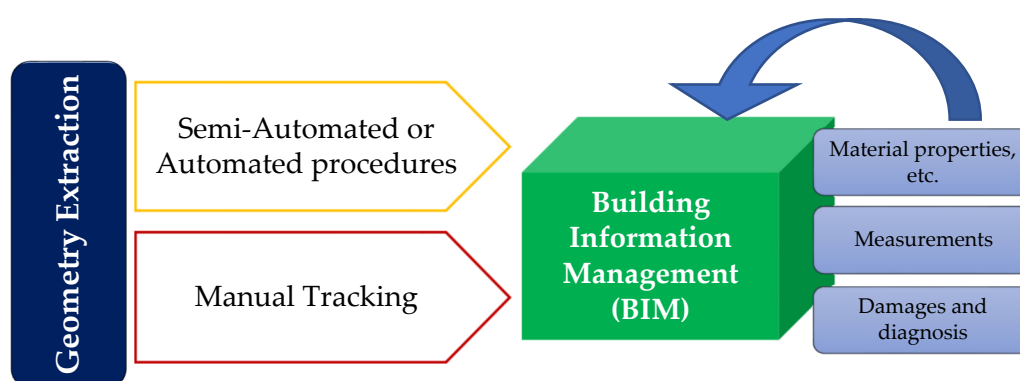 Geometry Extraction
Semi-Automated or
Automated procedures
Manual Tracking
Building
Information
Management
(BIM)
Material properties,
etc.
Measurements
Damages and
diagnosis